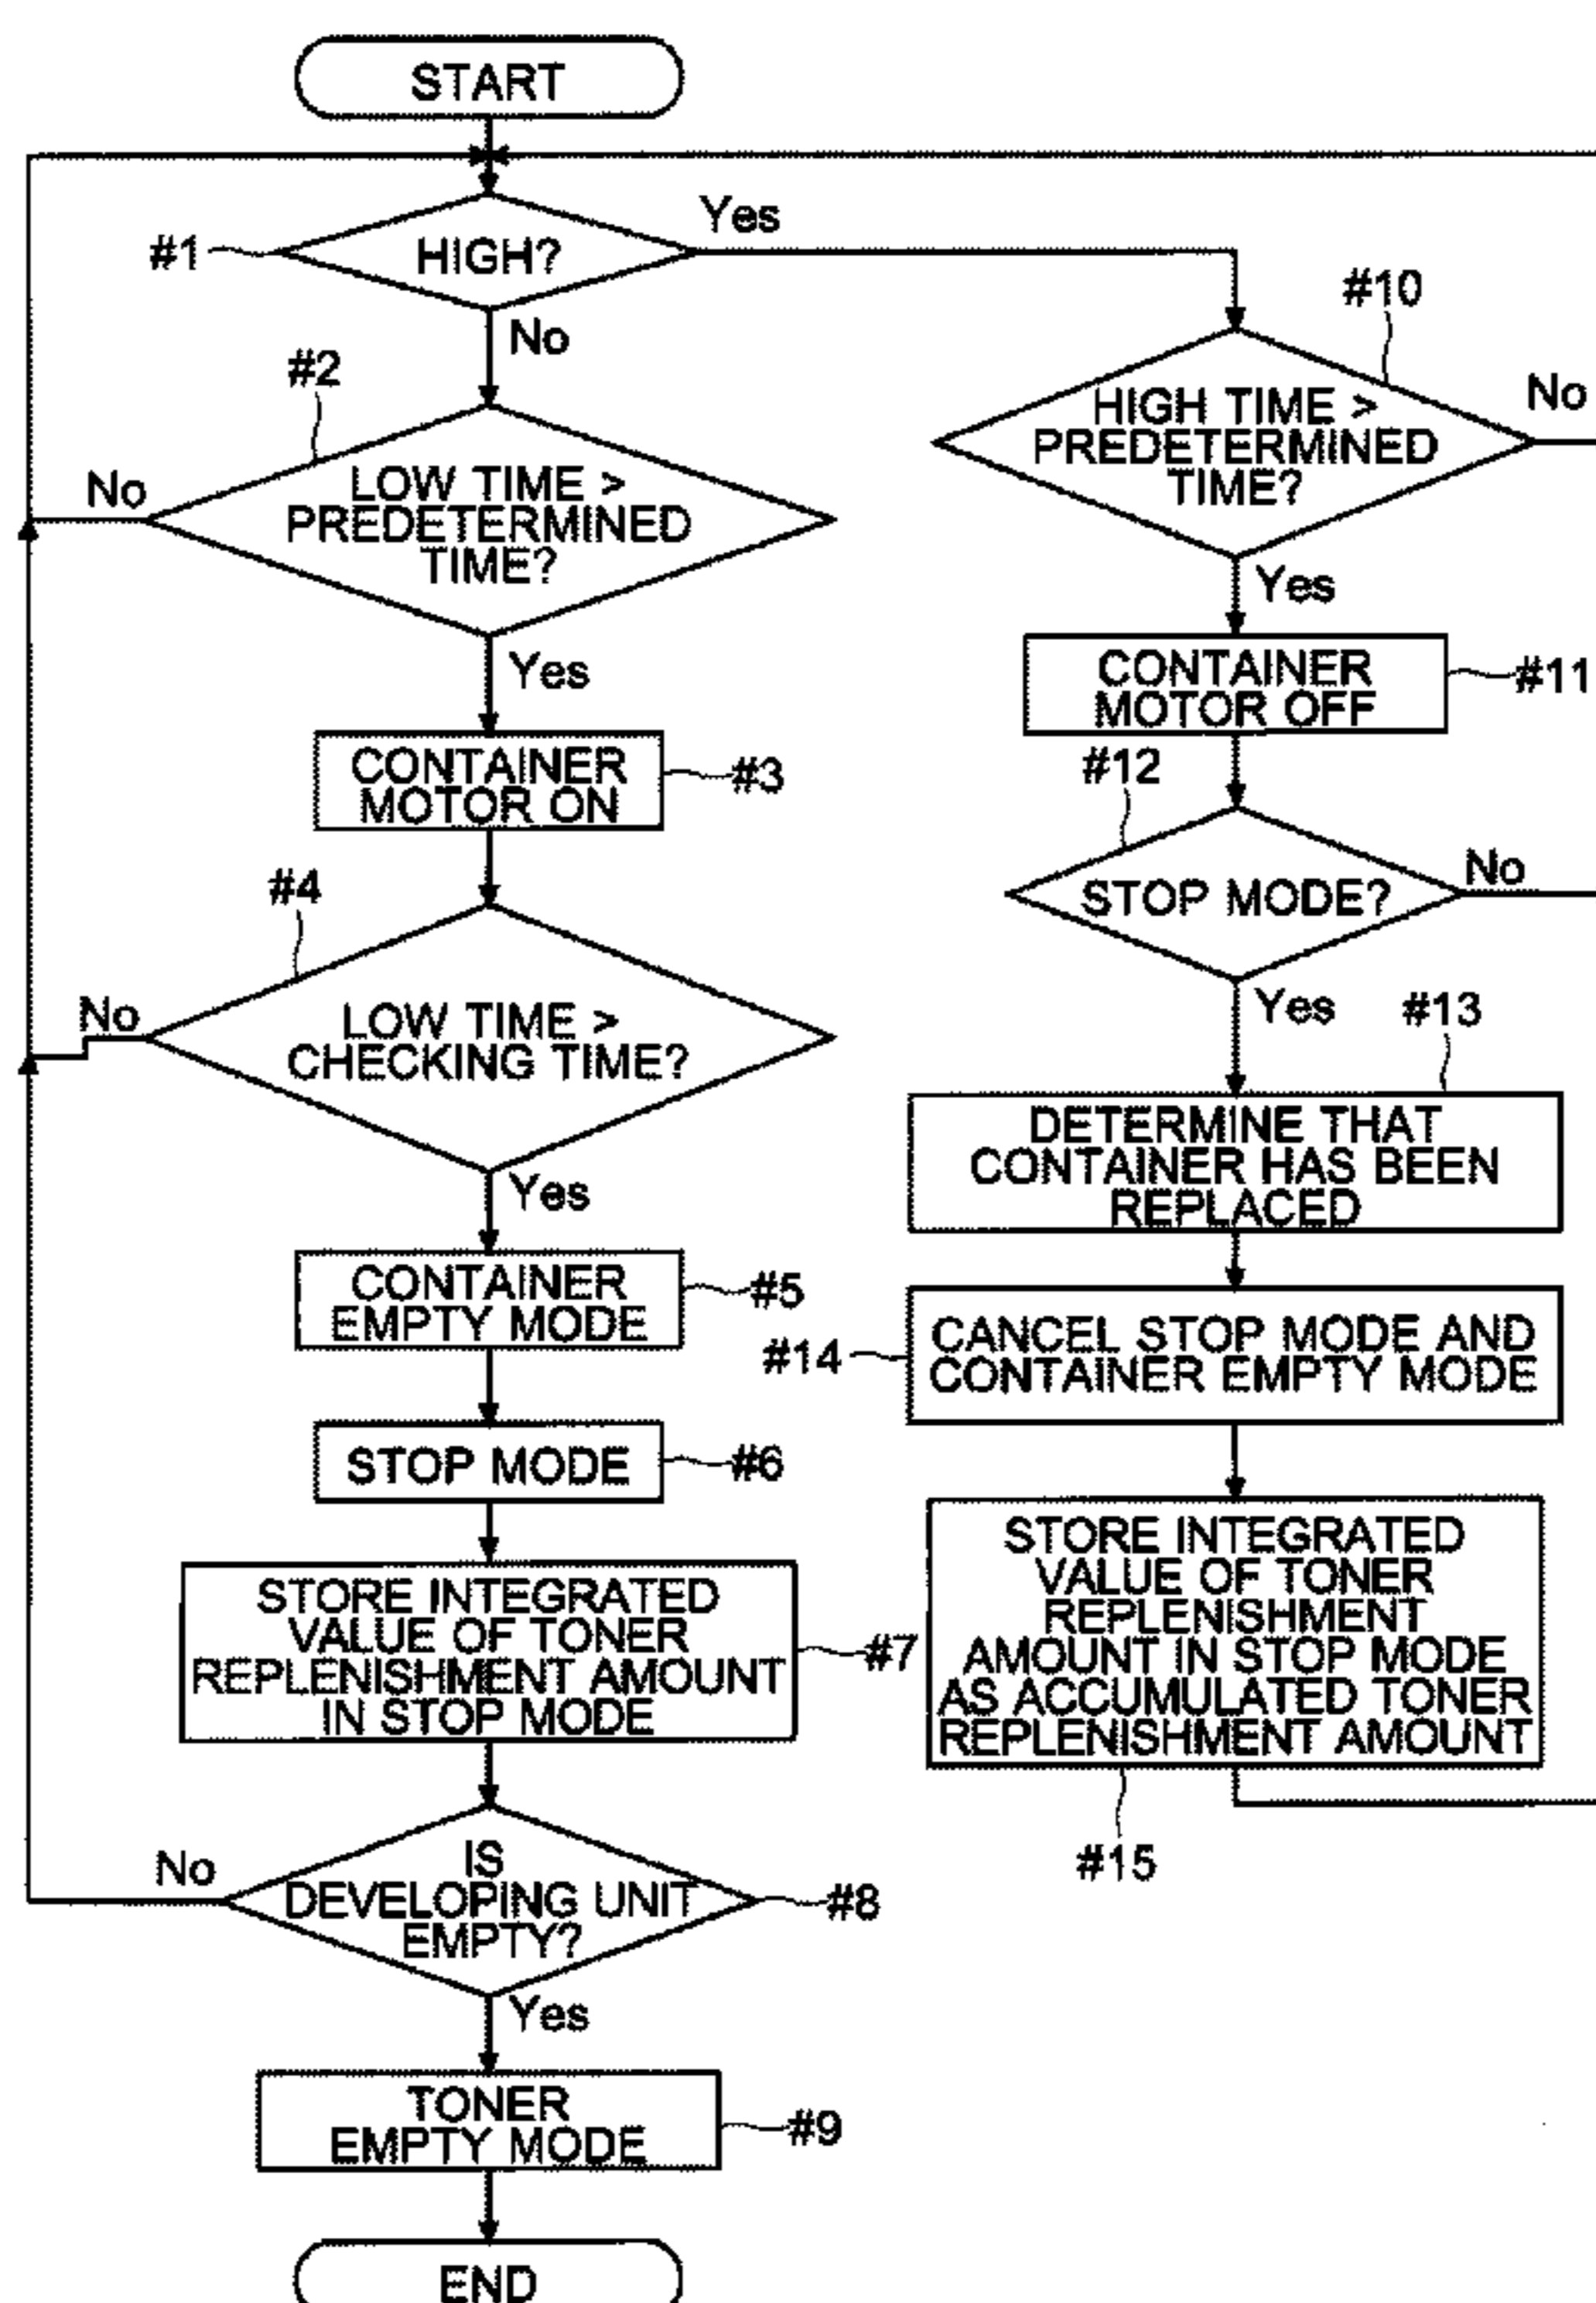 START
#1
HIGH?
Yes
No
#2
No
LOW TIME >
PREDETERMINED
TIME?
Yes
CONTAINER
MOTOR ON
#3
#4
No
LOW TIME >
CHECKING TIME?
Yes
CONTAINER
EMPTY MODE
#5
STOP MODE
#6
STORE INTEGRATED
VALUE OF TONER
REPLENISHMENT AMOUNT
IN STOP MODE
#7
No
IS
DEVELOPING UNIT
EMPTY?
#8
Yes
TONER
EMPTY MODE
#9
END
#10
HIGH TIME >
PREDETERMINED
TIME?
No
Yes
CONTAINER
MOTOR OFF
#11
#12
STOP MODE?
No
Yes
#13
DETERMINE THAT
CONTAINER HAS BEEN
REPLACED
#14
CANCEL STOP MODE AND
CONTAINER EMPTY MODE
STORE INTEGRATED
VALUE OF TONER
REPLENISHMENT
AMOUNT IN STOP MODE
AS ACCUMULATED TONER
REPLENISHMENT AMOUNT
#15